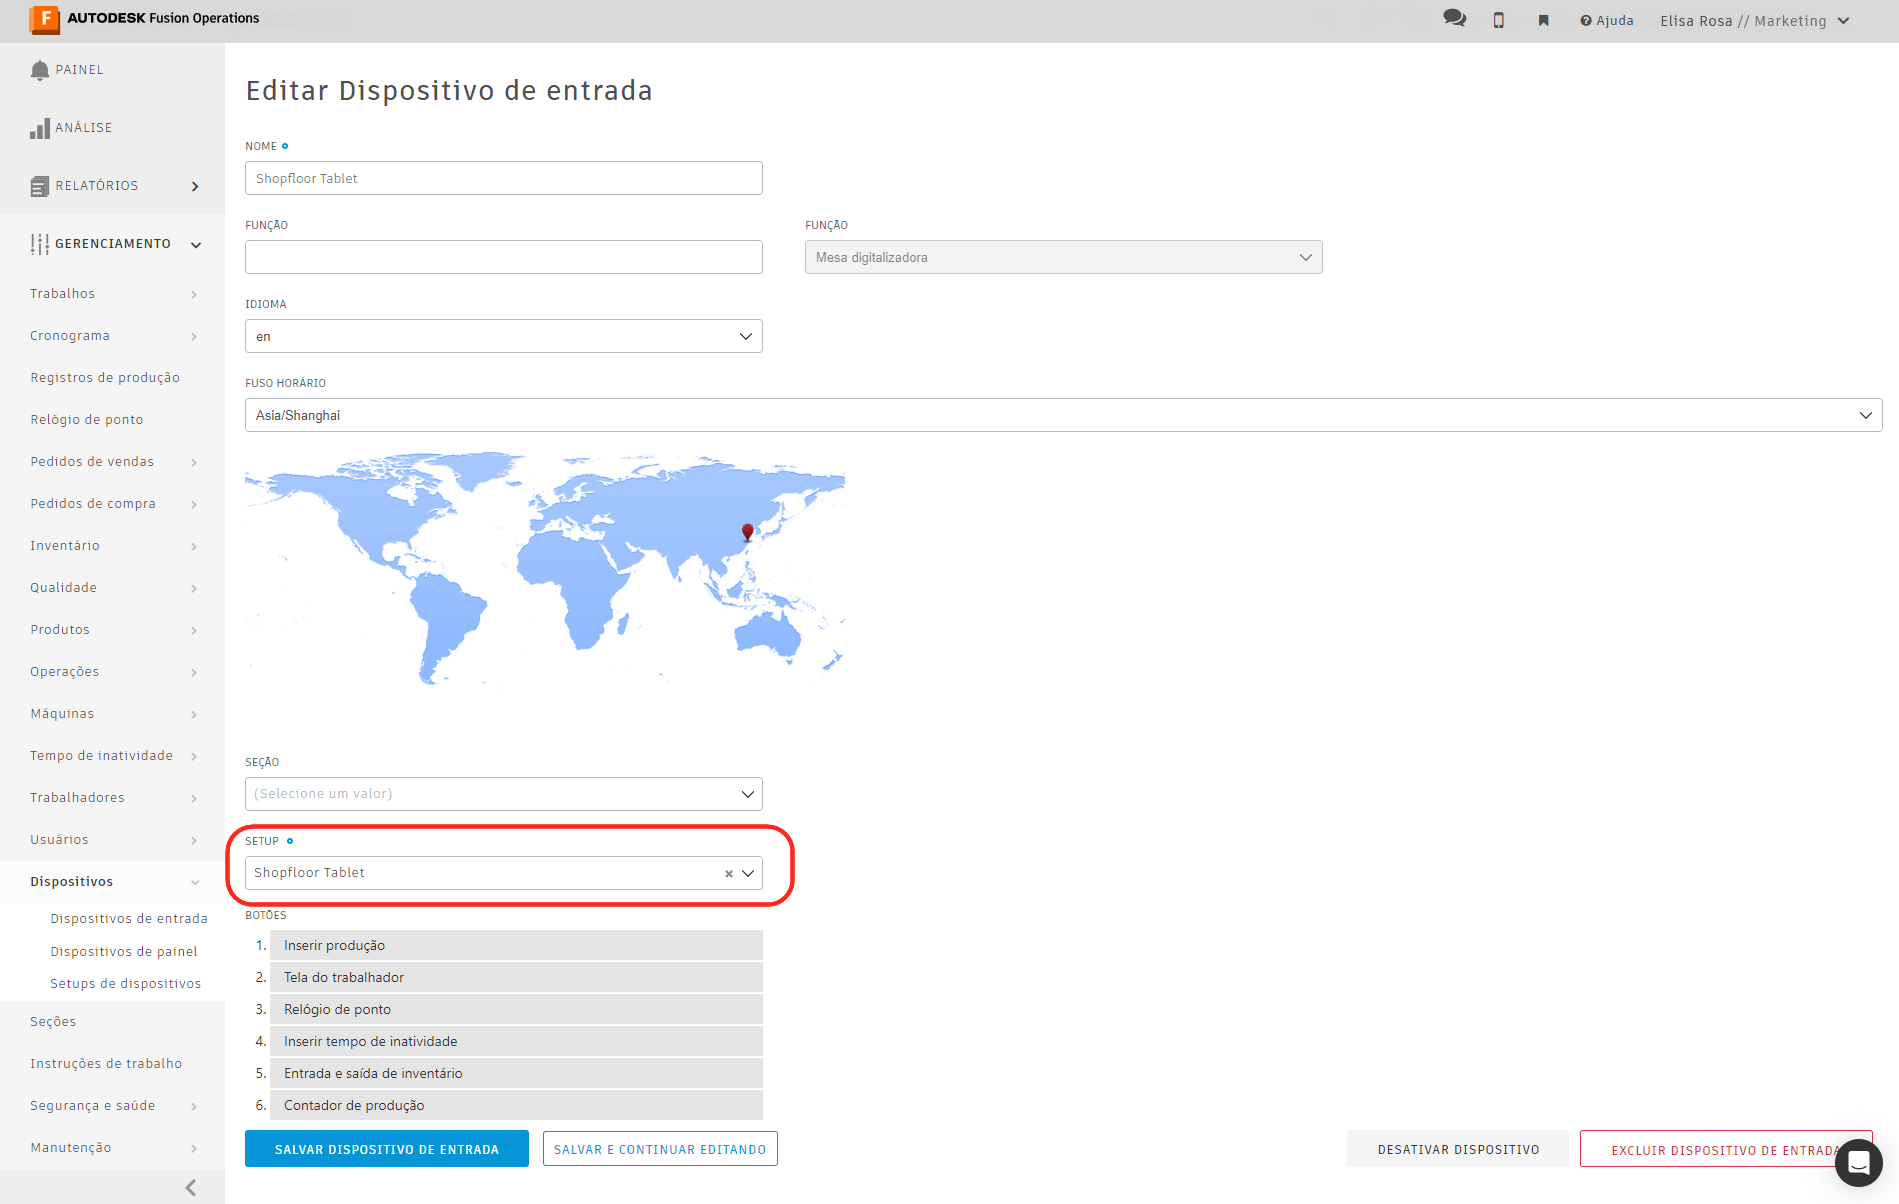 AUTODESK Fusion Operations
Ajuda
Elisa Rosa // Marketing
PAINEL
ANÁLISE
RELATÓRIOS
GERENCIAMENTO
Trabalhos
Cronograma
Registros de produção
Relógio de ponto
Pedidos de vendas
Pedidos de compra
Inventário
Qualidade
Produtos
Operações
Máquinas
Tempo de inatividade
Trabalhadores
Usuários
Dispositivos
Dispositivos de entrada
Dispositivos de painel
Setups de dispositivos
Seções
Instruções de trabalho
Segurança e saúde
Manutenção
Editar Dispositivo de entrada
NOME
Shopfloor Tablet
FUNÇÃO
FUNÇÃO
Mesa digitalizadora
IDIOMA
en
FUSO HORÁRIO
Asia/Shanghai
SEÇÃO
(Selecione um valor)
SETUP
Shopfloor Tablet
BOTÕES
1. Inserir produção
2. Tela do trabalhador
3. Relógio de ponto
4. Inserir tempo de inatividade
5. Entrada e saída de inventário
6. Contador de produção
SALVAR DISPOSITIVO DE ENTRADA
SALVAR E CONTINUAR EDITANDO
DESATIVAR DISPOSITIVO
EXCLUIR DISPOSITIVO DE ENTRADA